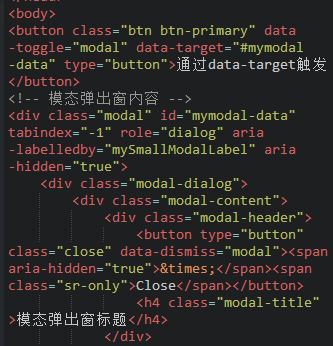 <body>
<button class="btn btn-primary" data
-toggle="modal" data-target="#mymodal
-data" type="button">通过data-target触发
</button>
<!-- 模态弹出窗内容 -->
<div class="modal" id="mymodal-data"
tabindex="-1" role="dialog" aria
-labelledby="mySmallModalLabel" aria
-hidden="true">
<div class="modal-dialog">
<div class="modal-content">
<div class="modal-header">
<button type="button"
class="close" data-dismiss="modal"><span
aria-hidden="true">&times;</span><span
class="sr-only">Close</span></button>
<h4 class="modal-title"
>模态弹出窗标题</h4>
</div>